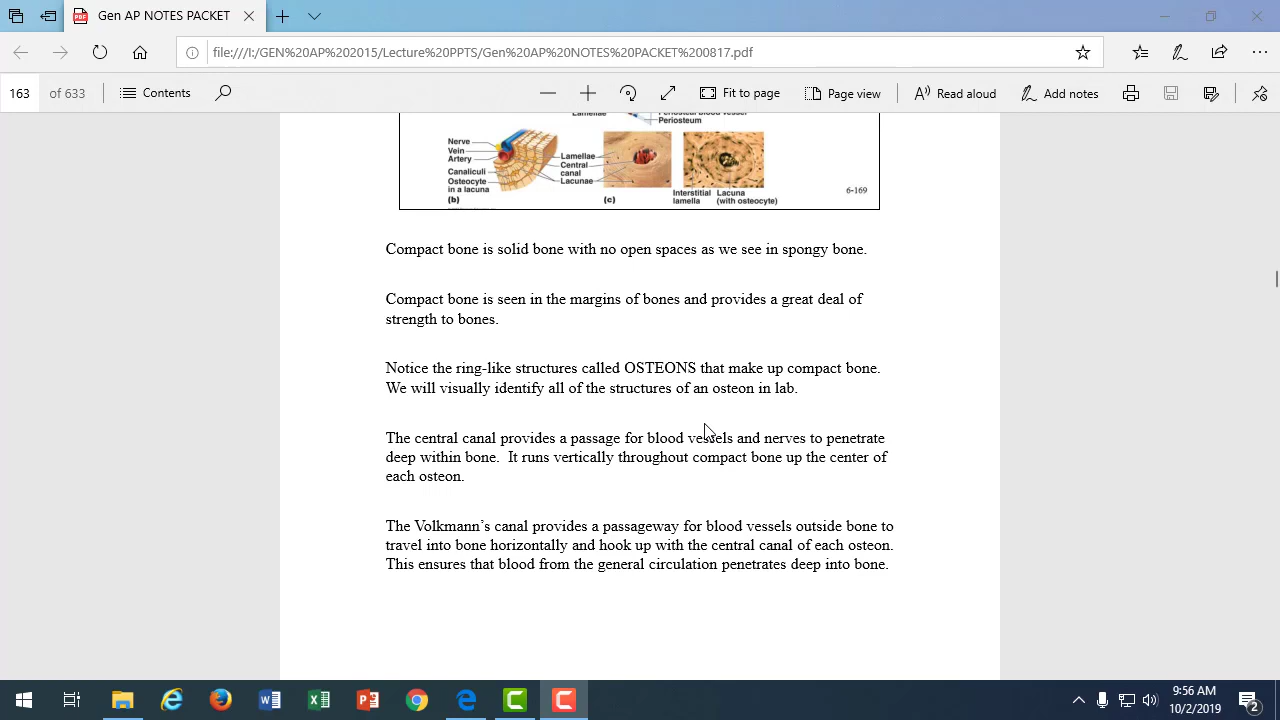 Gen AP NOTES PACKET
file:///I:/GEN%20AP%202015/Lecture%20PPTS/Gen%20AP%20NOTES%20PACKET%200817.pdf
163 of 633 Contents Fit to page Page view Read aloud Add notes
Lamellae
Periosteum
Nerve
Vein
Artery
Canaliculi
Osteocyte
in a lacuna
(b)
Lamellae
Central
canal
Lacunae
(c)
Interstitial
lamella
Lacuna
(with osteocyte)
6-169
Compact bone is solid bone with no open spaces as we see in spongy bone.
Compact bone is seen in the margins of bones and provides a great deal of
strength to bones.
Notice the ring-like structures called OSTEONS that make up compact bone.
We will visually identify all of the structures of an osteon in lab.
The central canal provides a passage for blood vessels and nerves to penetrate
deep within bone.  It runs vertically throughout compact bone up the center of
each osteon.
The Volkmann’s canal provides a passageway for blood vessels outside bone to
travel into bone horizontally and hook up with the central canal of each osteon.
This ensures that blood from the general circulation penetrates deep into bone.
9:56 AM
10/2/2019
2